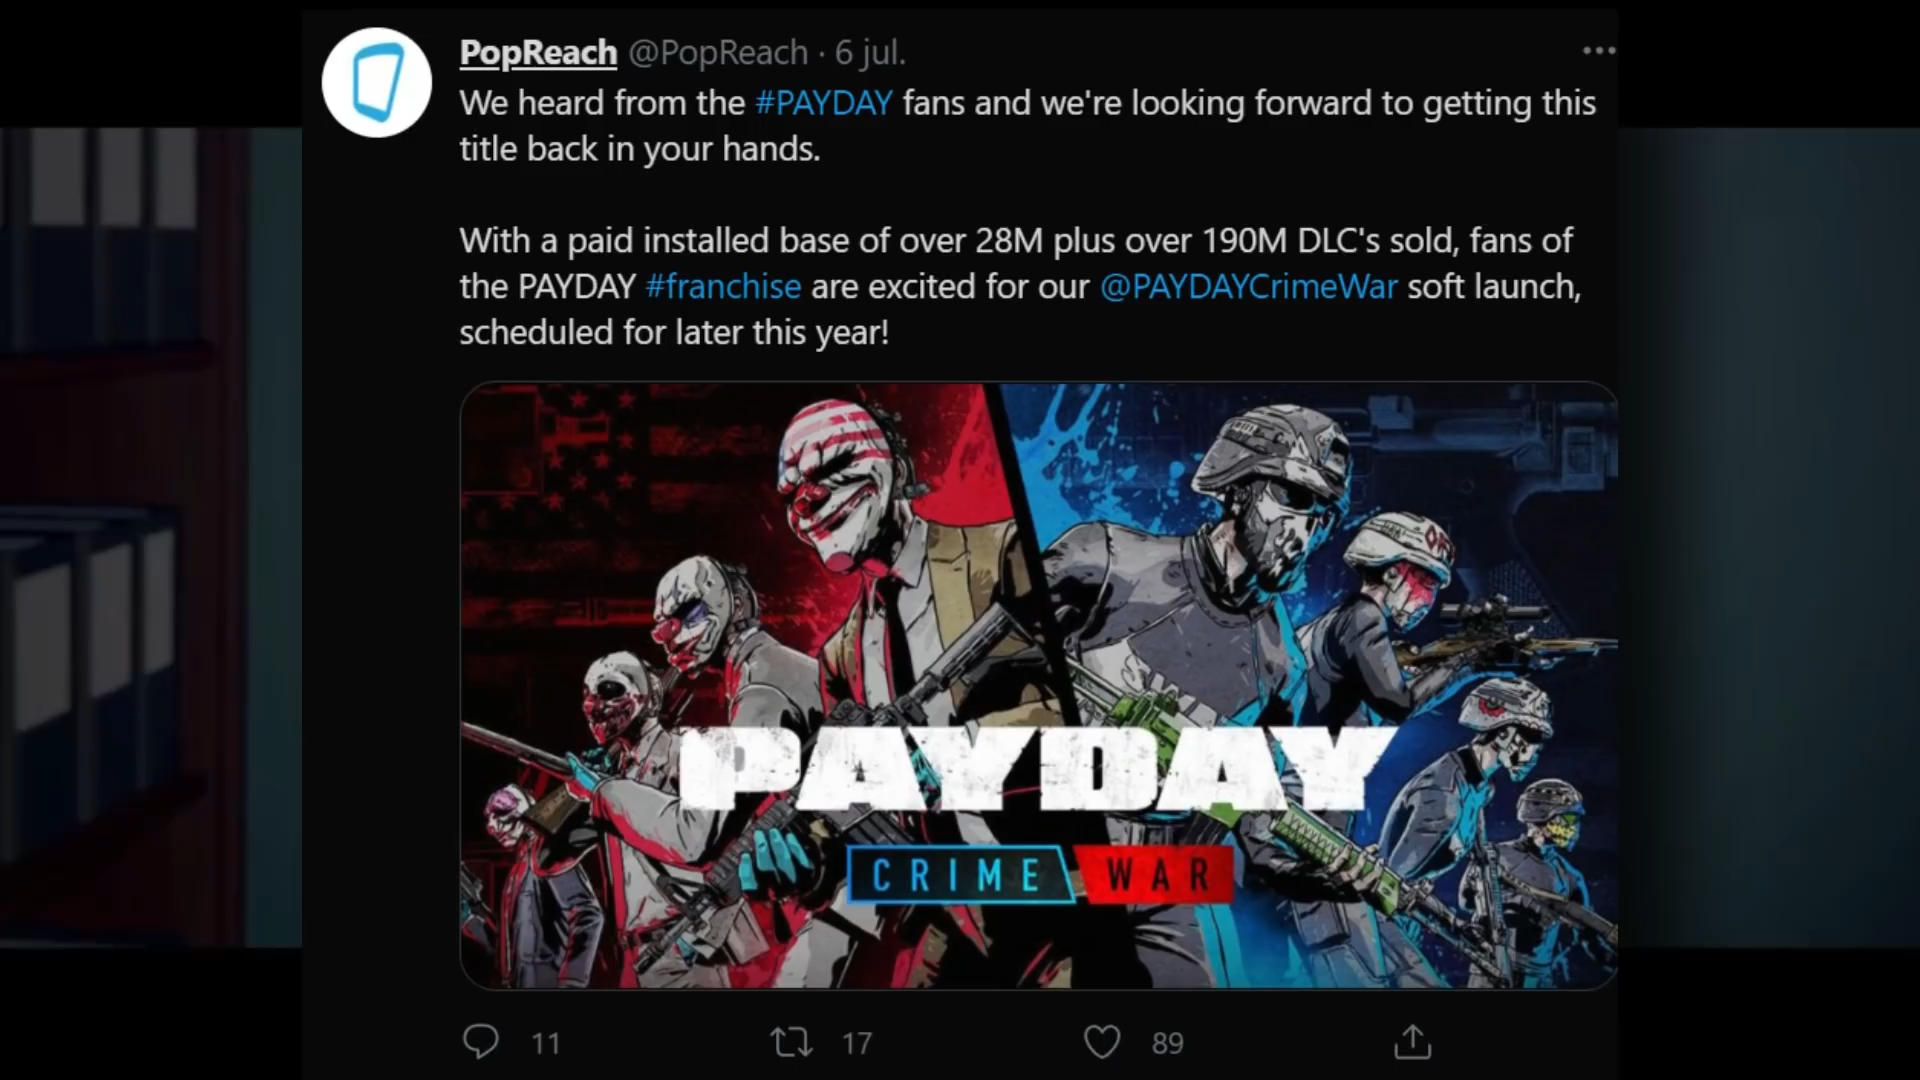 PopReach @PopReach · 6 jul.
We heard from the #PAYDAY fans and we're looking forward to getting this
title back in your hands.
With a paid installed base of over 28M plus over 190M DLC's sold, fans of
the PAYDAY #franchise are excited for our @PAYDAYCrimeWar soft launch,
scheduled for later this year!
PAYDAY
CRIME WAR
11 17 89